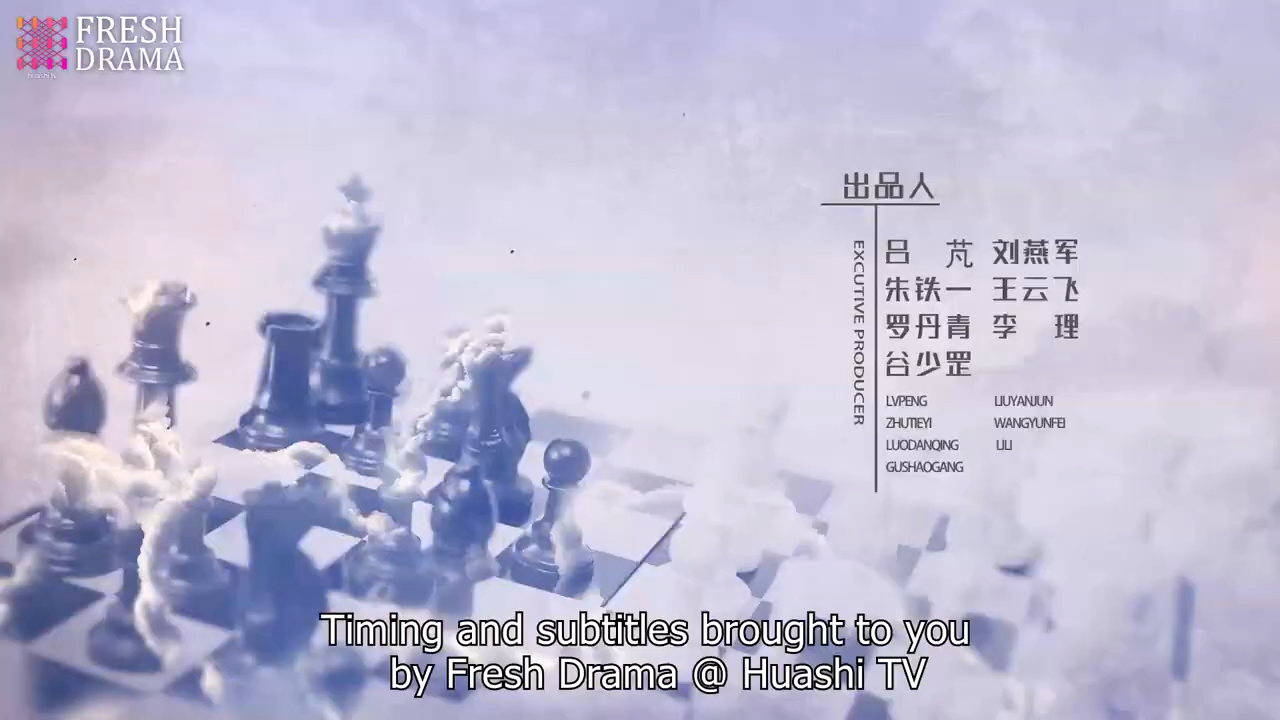 FRESH
DRAMA
huashi tv
出品人
EXCUTIVE PRODUCER
吕 芃 刘燕军
朱铁一 王云飞
罗丹青 李 理
谷少罡
LVPENG LIUYANJUN
ZHUTIEYI WANGYUNFEI
LUODANQING LILI
GUSHAOGANG
Timing and subtitles brought to you
by Fresh Drama @ Huashi TV